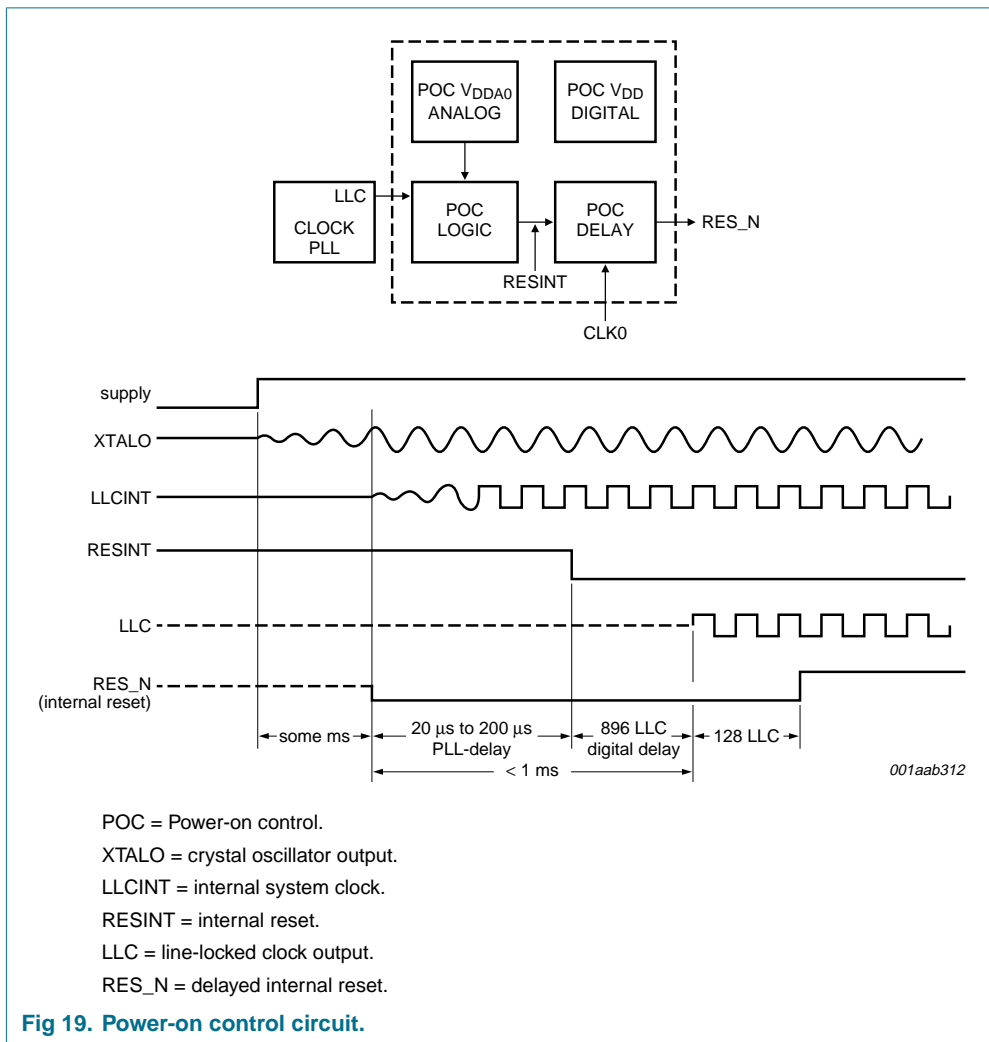 POC VDDA0
ANALOG
POC VDD
DIGITAL
LLC
CLOCK
PLL
POC
LOGIC
POC
DELAY
RES_N
RESINT
CLK0
supply
XTALO
LLCINT
RESINT
LLC
RES_N
(internal reset)
some ms
20 µs to 200 µs
PLL-delay
896 LLC
digital delay
128 LLC
< 1 ms
001aab312
POC = Power-on control.
XTALO = crystal oscillator output.
LLCINT = internal system clock.
RESINT = internal reset.
LLC = line-locked clock output.
RES_N = delayed internal reset.
Fig 19. Power-on control circuit.